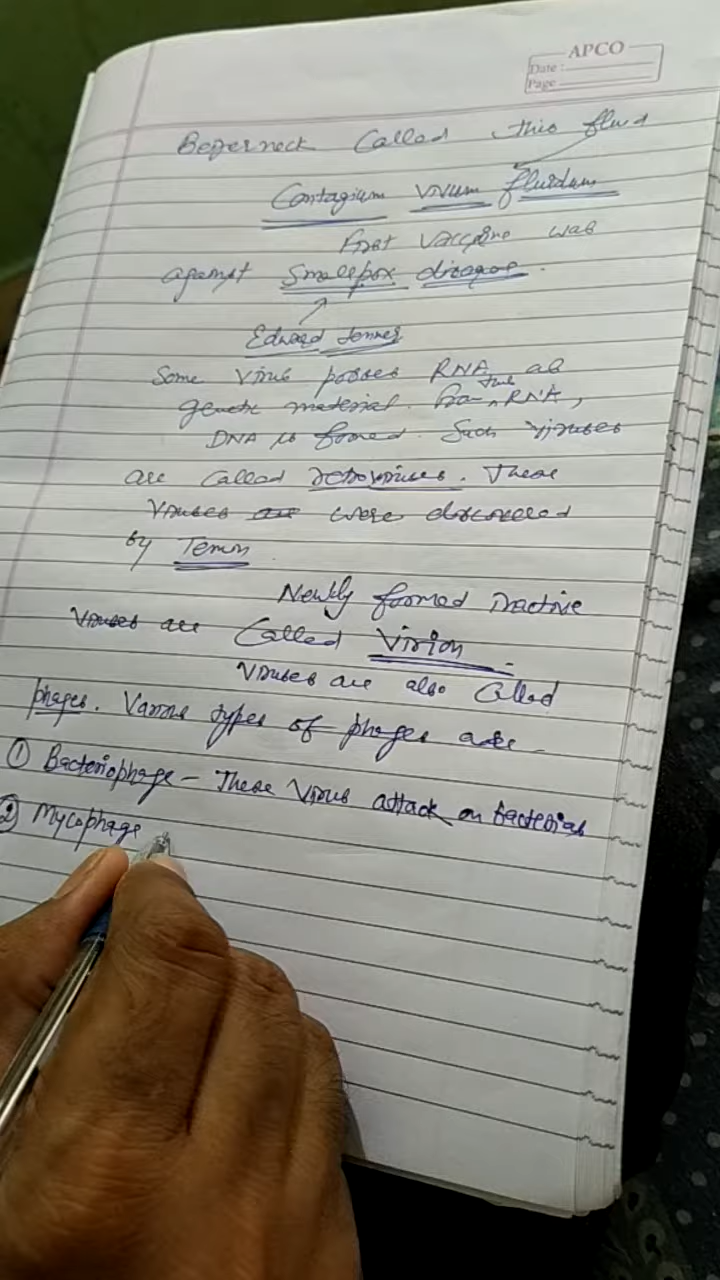 APCO
Date :
Page
Bejerneck Called this fluid
Contagium vivum fluidum
First Vaccine was
against Smallpox disease.
Edward Jenner
Some Virus posses RNA as
genetic material. From this RNA,
DNA is formed. Such viruses
are called retroviruses. These
Viruses are were discovered
by Temin
Newly formed inactive
Viruses are Called Virion.
Viruses are also Called
phages. Various types of phages are-
① Bacteriophage - These Virus attack on bacterias
② Mycophage